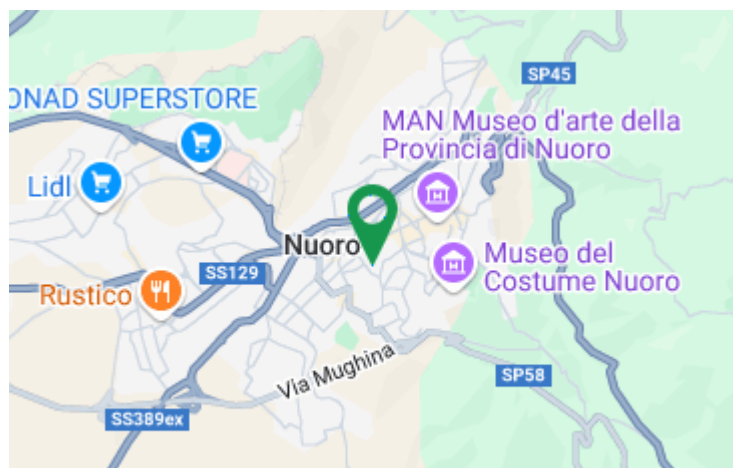 SP45
ONAD SUPERSTORE
MAN Museo d'arte della
Provincia di Nuoro
Lidl
Nuoro
Museo del
Costume Nuoro
SS129
Rustico
Via Mughina
SP58
SS389ex